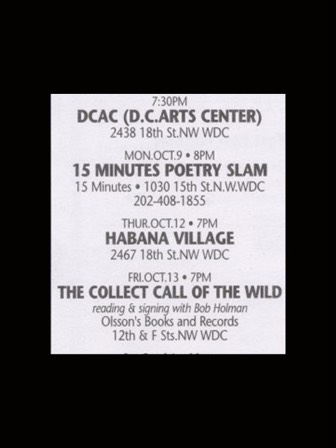 7:30PM
DCAC (D.C.ARTS CENTER)
2438 18th St.NW WDC
MON.OCT.9 • 8PM
15 MINUTES POETRY SLAM
15 Minutes • 1030 15th St.N.W.WDC
202-408-1855
THUR.OCT.12 • 7PM
HABANA VILLAGE
2467 18th St.NW WDC
FRI.OCT.13 • 7PM
THE COLLECT CALL OF THE WILD
reading & signing with Bob Holman
Olsson's Books and Records
12th & F Sts.NW WDC